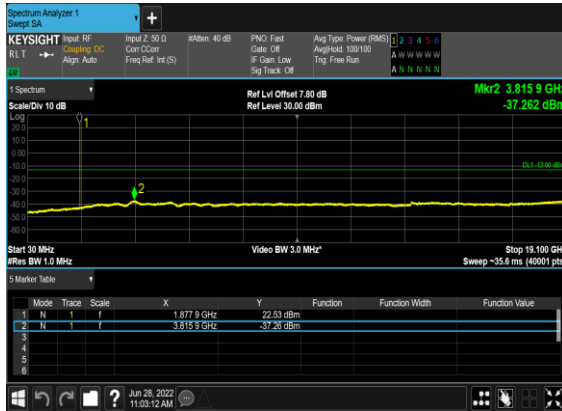 Spectrum Analyzer 1
Swept SA
+
KEYSIGHT Input: RF Input Z: 50 Ω #Atten: 40 dB PNO: Fast Avg Type: Power (RMS) 1 2 3 4 5 6
RLT Coupling: DC Corr CCorr Gate: Off Avg|Hold: 100/100 A W W W W W
Align: Auto Freq Ref: Int (S) IF Gain: Low Trig: Free Run
LXI Sig Track: Off A N N N N N
1 Spectrum Ref Lvl Offset 7.80 dB Mkr2 3.815 9 GHz
Scale/Div 10 dB Ref Level 30.00 dBm -37.262 dBm
Log
1
20.0
10.0
0.00
-10.0
DL1 -13.00 dBm
-20.0
-30.0
2
-40.0
-50.0
-60.0
Start 30 MHz Video BW 3.0 MHz* Stop 19.100 GHz
#Res BW 1.0 MHz Sweep ~35.6 ms (40001 pts)
5 Marker Table
Mode Trace Scale X Y Function Function Width Function Value
1 N 1 f 1.877 9 GHz 22.53 dBm
2 N 1 f 3.815 9 GHz -37.26 dBm
3
4
5
6
? Jun 28, 2022
11:03:12 AM